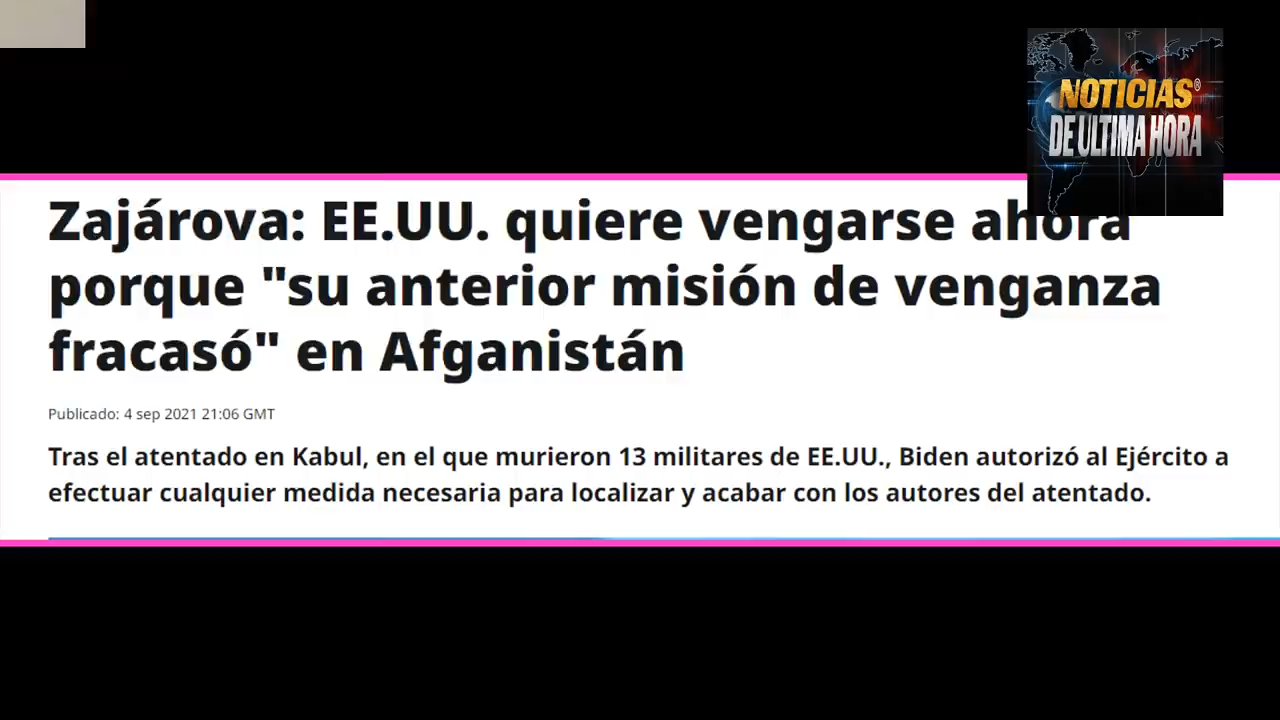 NOTICIAS®
DE ULTIMA HORA
Zajárova: EE.UU. quiere vengarse ahora
porque "su anterior misión de venganza
fracasó" en Afganistán
Publicado: 4 sep 2021 21:06 GMT
Tras el atentado en Kabul, en el que murieron 13 militares de EE.UU., Biden autorizó al Ejército a
efectuar cualquier medida necesaria para localizar y acabar con los autores del atentado.